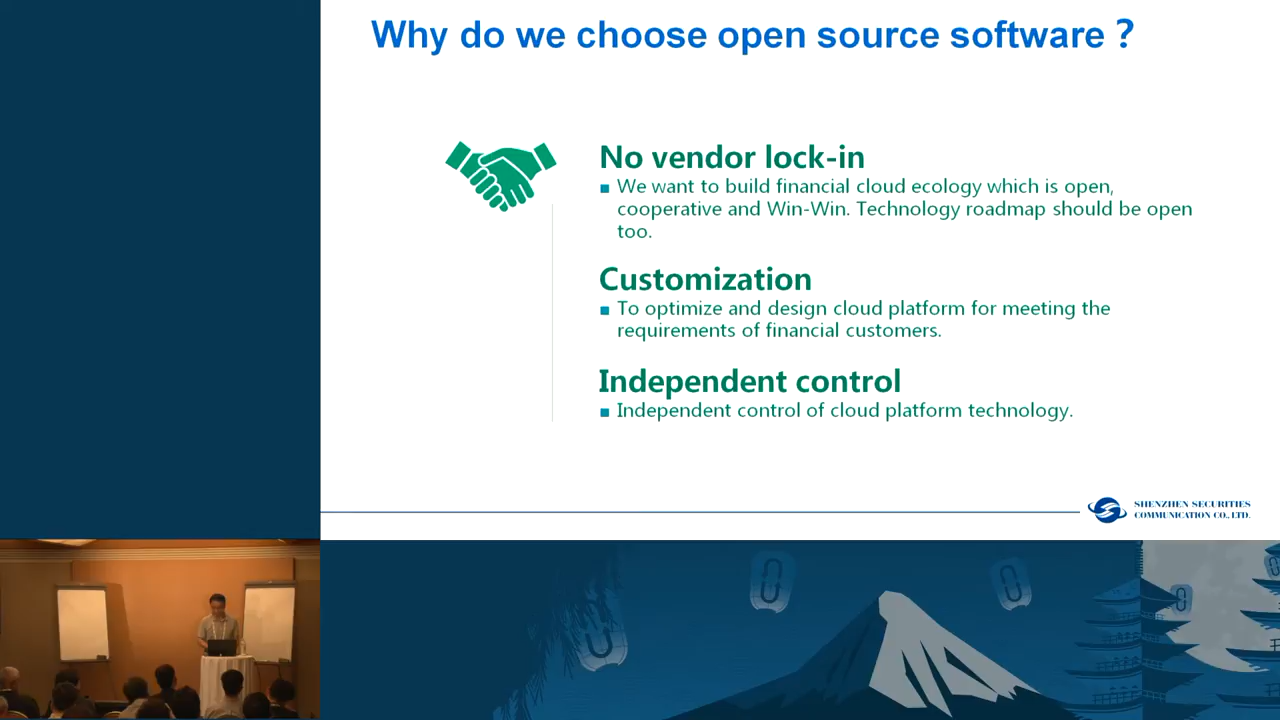 Why do we choose open source software ?
No vendor lock-in
We want to build financial cloud ecology which is open,
cooperative and Win-Win. Technology roadmap should be open
too.
Customization
To optimize and design cloud platform for meeting the
requirements of financial customers.
Independent control
Independent control of cloud platform technology.
SHENZHEN SECURITIES
COMMUNICATION CO., LTD.